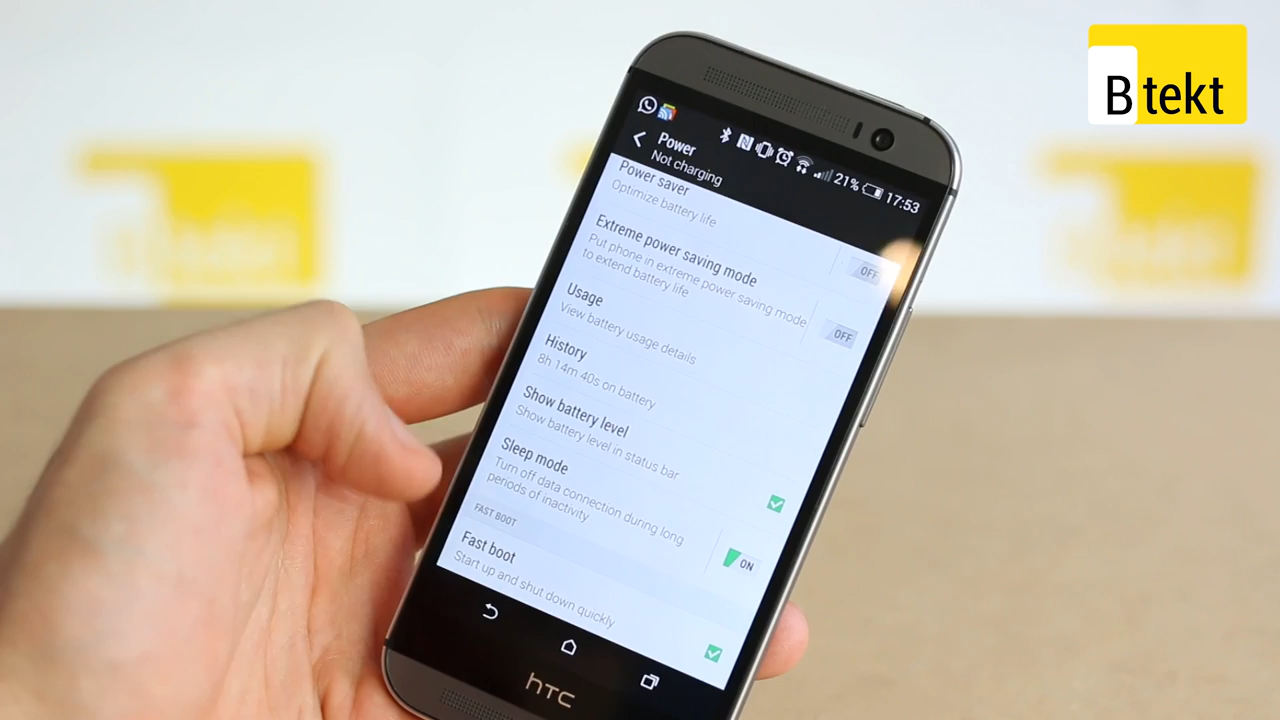 B tekt
21% 17:53
Power
Not charging
Power saver
Optimize battery life
OFF
Extreme power saving mode
Put phone in extreme power saving mode
to extend battery life
OFF
Usage
View battery usage details
History
8h 14m 40s on battery
Show battery level
Show battery level in status bar
Sleep mode
Turn off data connection during long
periods of inactivity
ON
FAST BOOT
Fast boot
Start up and shut down quickly
hTC